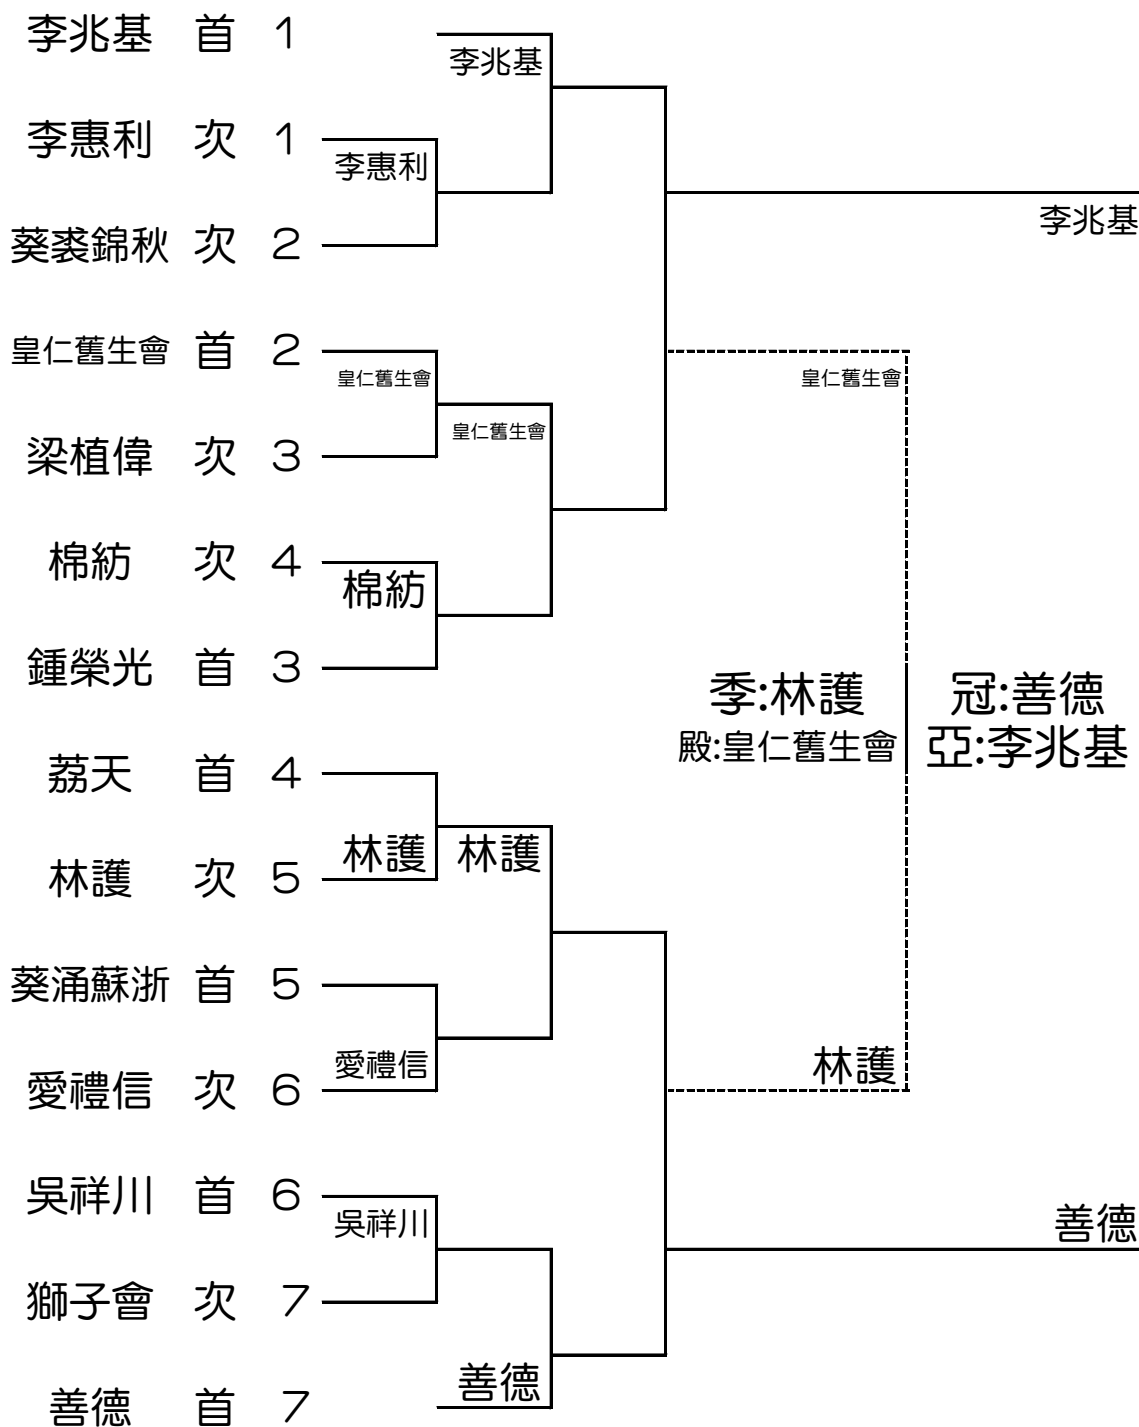 李兆基 首 1
李兆基
李惠利 次 1
李惠利
李兆基
葵裘錦秋 次 2
皇仁舊生會 首 2
皇仁舊生會
皇仁舊生會
皇仁舊生會
梁植偉 次 3
棉紡 次 4
棉紡
鍾榮光 首 3
季:林護
冠:善德
殿:皇仁舊生會
亞:李兆基
荔天 首 4
林護
林護
林護 次 5
葵涌蘇浙 首 5
愛禮信
林護
愛禮信 次 6
吳祥川 首 6
吳祥川
善德
獅子會 次 7
善德
善德 首 7